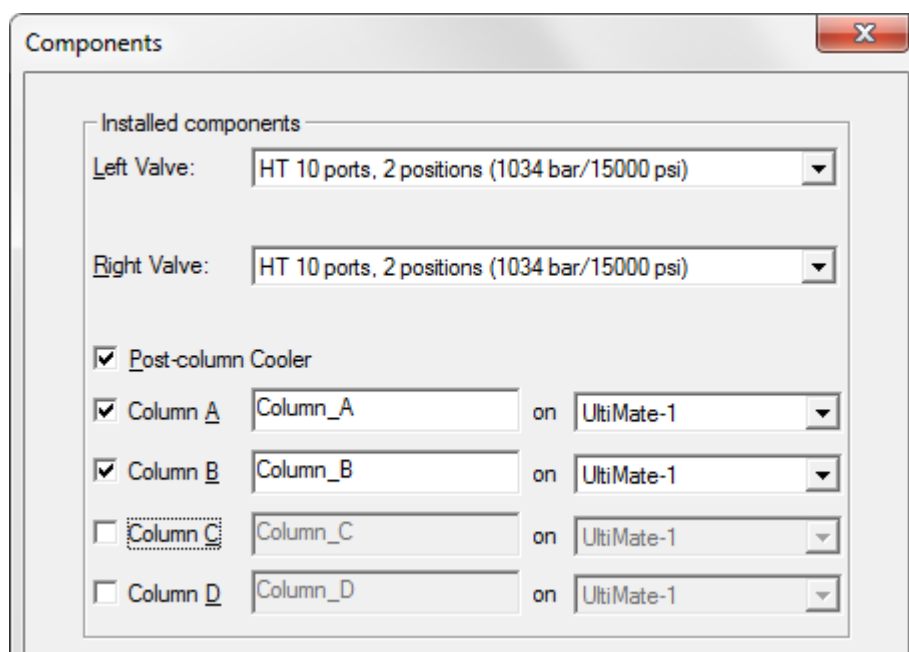 Components
Installed components
Left Valve: HT 10 ports, 2 positions (1034 bar/15000 psi)
Right Valve: HT 10 ports, 2 positions (1034 bar/15000 psi)
Post-column Cooler
Column A Column_A on UltiMate-1
Column B Column_B on UltiMate-1
Column C Column_C on UltiMate-1
Column D Column_D on UltiMate-1